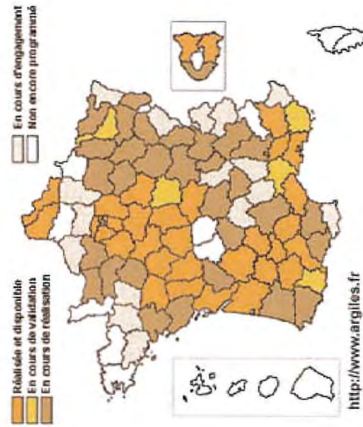 Réalisée et disponible
En cours de validation
En cours de réalisation
En cours d'engagement
Non encore programmé
http://www.argiles.fr